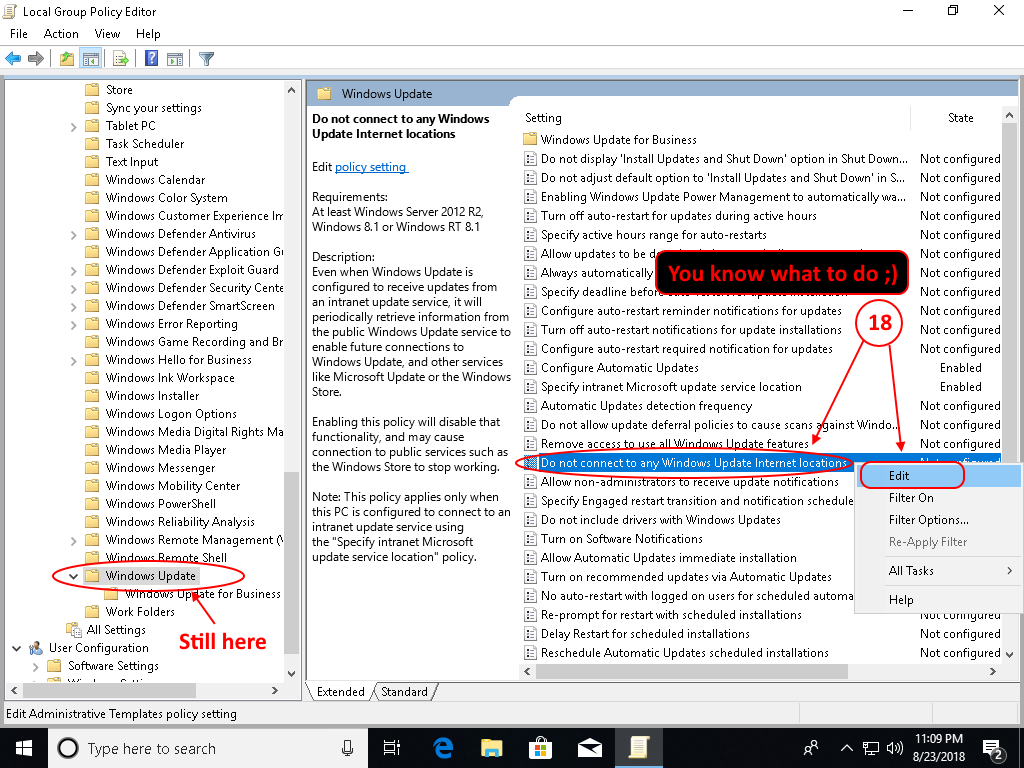 Local Group Policy Editor
File Action View Help
Store
Sync your settings
Tablet PC
Task Scheduler
Text Input
Windows Calendar
Windows Color System
Windows Customer Experience Im
Windows Defender Antivirus
Windows Defender Application Gu
Windows Defender Exploit Guard
Windows Defender Security Cente
Windows Defender SmartScreen
Windows Error Reporting
Windows Game Recording and Br
Windows Hello for Business
Windows Ink Workspace
Windows Installer
Windows Logon Options
Windows Media Digital Rights Ma
Windows Media Player
Windows Messenger
Windows Mobility Center
Windows PowerShell
Windows Reliability Analysis
Windows Remote Management (W
Windows Remote Shell
Windows Update
Windows Update for Business
Work Folders
All Settings
User Configuration
Software Settings
Still here
Windows Update
Do not connect to any Windows
Update Internet locations
Edit policy setting
Requirements:
At least Windows Server 2012 R2,
Windows 8.1 or Windows RT 8.1
Description:
Even when Windows Update is
configured to receive updates from
an intranet update service, it will
periodically retrieve information from
the public Windows Update service to
enable future connections to
Windows Update, and other services
like Microsoft Update or the Windows
Store.
Enabling this policy will disable that
functionality, and may cause
connection to public services such as
the Windows Store to stop working.
Note: This policy applies only when
this PC is configured to connect to an
intranet update service using
the "Specify intranet Microsoft
update service location" policy.
Setting State
Windows Update for Business
Do not display 'Install Updates and Shut Down' option in Shut Down... Not configured
Do not adjust default option to 'Install Updates and Shut Down' in S... Not configured
Enabling Windows Update Power Management to automatically wa... Not configured
Turn off auto-restart for updates during active hours Not configured
Specify active hours range for auto-restarts Not configured
Allow updates to be Not configured
Always automatically Not configured
You know what to do ;)
Specify deadline before Not configured
Configure auto-restart reminder notifications for updates Not configured
Turn off auto-restart notifications for update installations Not configured
18
Configure auto-restart required notification for updates Not configured
Configure Automatic Updates Enabled
Specify intranet Microsoft update service location Enabled
Automatic Updates detection frequency Not configured
Do not allow update deferral policies to cause scans against Windo... Not configured
Remove access to use all Windows Update features Not configured
Do not connect to any Windows Update Internet locations
Allow non-administrators to receive update notifications
Specify Engaged restart transition and notification schedule
Do not include drivers with Windows Updates
Turn on Software Notifications
Allow Automatic Updates immediate installation
Turn on recommended updates via Automatic Updates
No auto-restart with logged on users for scheduled automa
Re-prompt for restart with scheduled installations Not configured
Delay Restart for scheduled installations Not configured
Reschedule Automatic Updates scheduled installations Not configured
Edit
Filter On
Filter Options...
Re-Apply Filter
All Tasks
Help
Extended Standard
Edit Administrative Templates policy setting
Type here to search
11:09 PM
8/23/2018
2